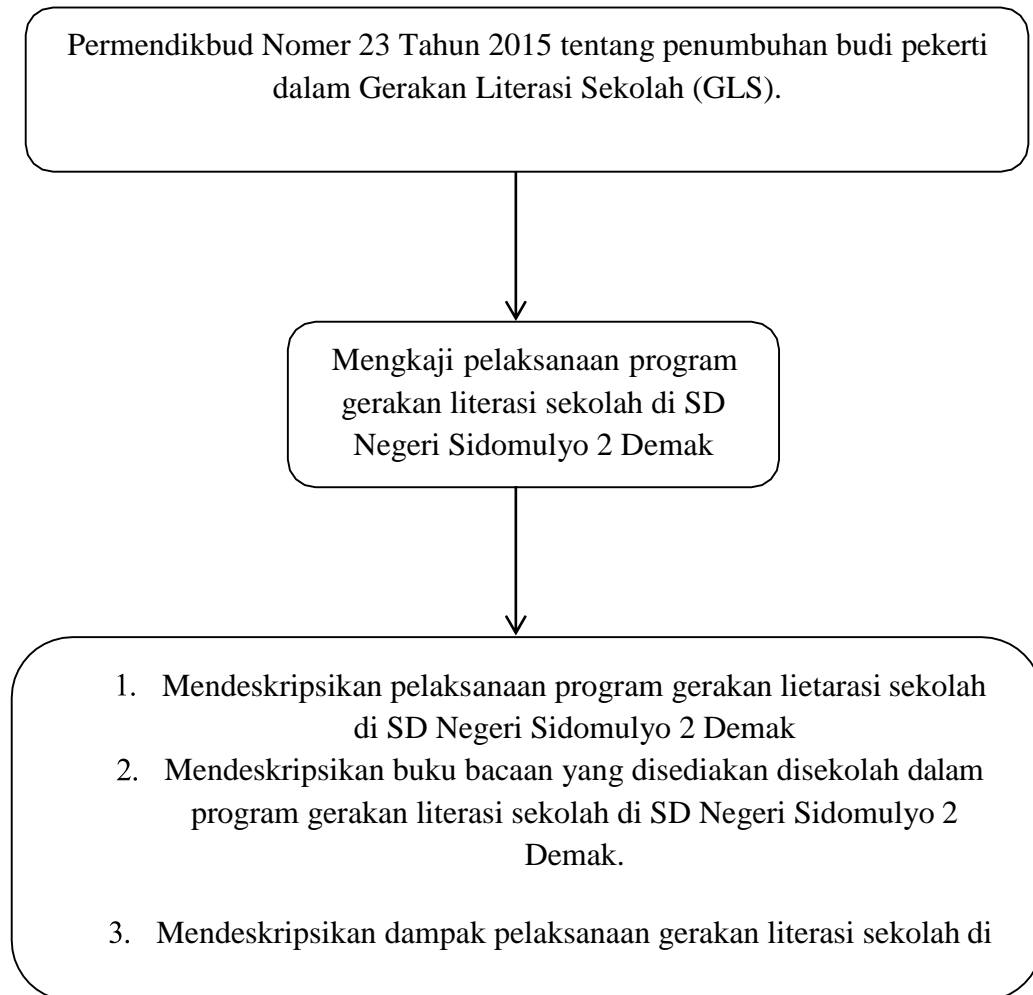 Permendikbud Nomer 23 Tahun 2015 tentang penumbuhan budi pekerti
dalam Gerakan Literasi Sekolah (GLS).
Mengkaji pelaksanaan program
gerakan literasi sekolah di SD
Negeri Sidomulyo 2 Demak
1. Mendeskripsikan pelaksanaan program gerakan lietarasi sekolah
di SD Negeri Sidomulyo 2 Demak
2. Mendeskripsikan buku bacaan yang disediakan disekolah dalam
program gerakan literasi sekolah di SD Negeri Sidomulyo 2
Demak.
3. Mendeskripsikan dampak pelaksanaan gerakan literasi sekolah di